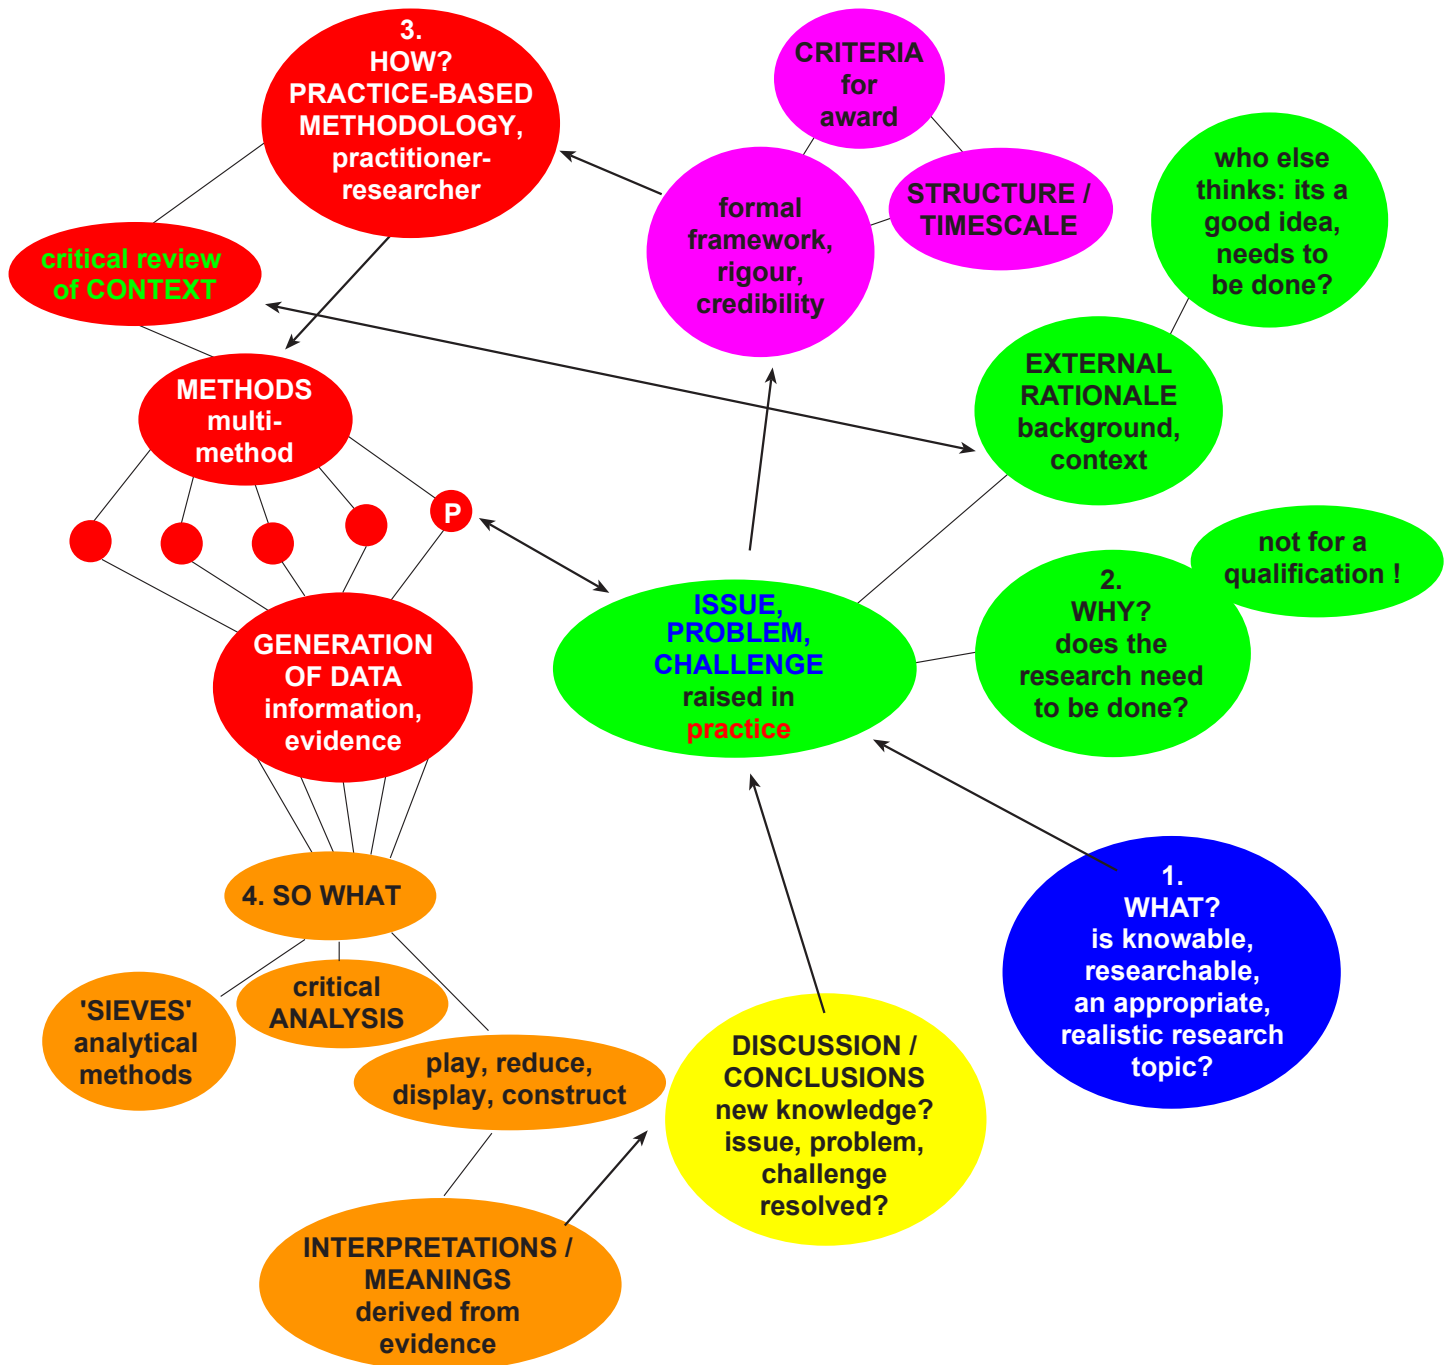 3.
HOW?
PRACTICE-BASED
METHODOLOGY,
practitioner-
researcher
CRITERIA
for
award
STRUCTURE /
TIMESCALE
formal
framework,
rigour,
credibility
who else
thinks: its a
good idea,
needs to
be done?
critical review
of CONTEXT
EXTERNAL
RATIONALE
background,
context
METHODS
multi-
method
P
not for a
qualification !
2.
WHY?
does the
research need
to be done?
ISSUE,
PROBLEM,
CHALLENGE
raised in
practice
GENERATION
OF DATA
information,
evidence
1.
WHAT?
is knowable,
researchable,
an appropriate,
realistic research
topic?
4. SO WHAT
'SIEVES'
analytical
methods
critical
ANALYSIS
play, reduce,
display, construct
DISCUSSION /
CONCLUSIONS
new knowledge?
issue, problem,
challenge
resolved?
INTERPRETATIONS /
MEANINGS
derived from
evidence